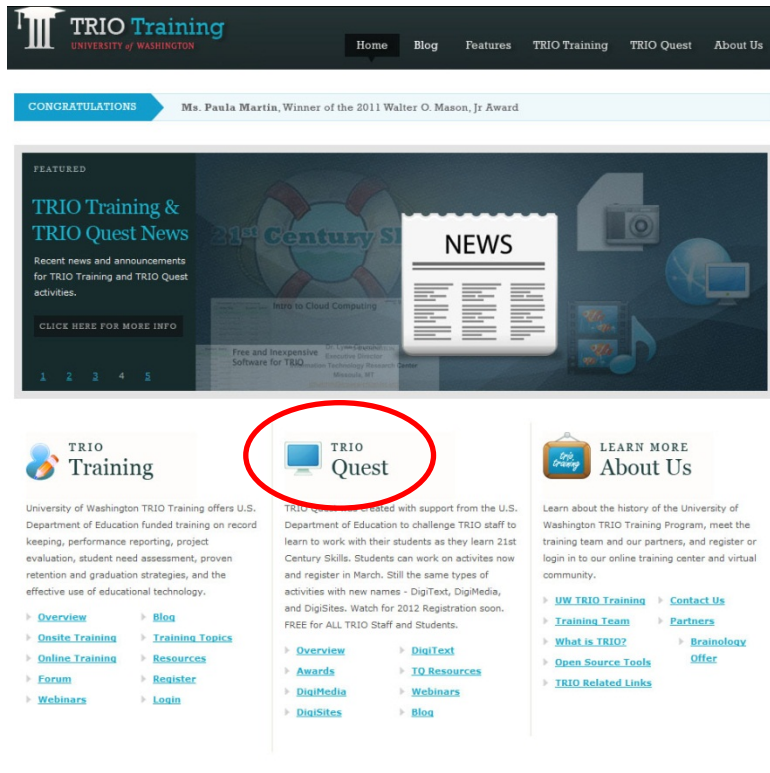 TRIO Training
UNIVERSITY of WASHINGTON
Home Blog Features TRIO Training TRIO Quest About Us
CONGRATULATIONS
Ms. Paula Martin, Winner of the 2011 Walter O. Mason, Jr Award
FEATURED
TRIO Training &
TRIO Quest News
Recent news and announcements
for TRIO Training and TRIO Quest
activities.
CLICK HERE FOR MORE INFO
1 2 3 4 5
21st Century
NEWS
Intro to Cloud Computing
Free and Inexpensive
Software for TRIO
Executive Director
Information Technology Research Center
Missoula, MT
TRIO
Training
University of Washington TRIO Training offers U.S.
Department of Education funded training on record
keeping, performance reporting, project
evaluation, student need assessment, proven
retention and graduation strategies, and the
effective use of educational technology.
Overview
Onsite Training
Online Training
Forum
Webinars
Blog
Training Topics
Resources
Register
Login
TRIO
Quest
TRIO Quest was created with support from the U.S.
Department of Education to challenge TRIO staff to
learn to work with their students as they learn 21st
Century Skills. Students can work on activites now
and register in March. Still the same types of
activities with new names - DigiText, DigiMedia,
and DigiSites. Watch for 2012 Registration soon.
FREE for ALL TRIO Staff and Students.
Overview
Awards
DigiMedia
DigiSites
DigiText
TQ Resources
Webinars
Blog
trio
training
LEARN MORE
About Us
Learn about the history of the University of
Washington TRIO Training Program, meet the
training team and our partners, and register or
login in to our online training center and virtual
community.
UW TRIO Training
Training Team
What is TRIO?
Open Source Tools
TRIO Related Links
Contact Us
Partners
Brainology
Offer